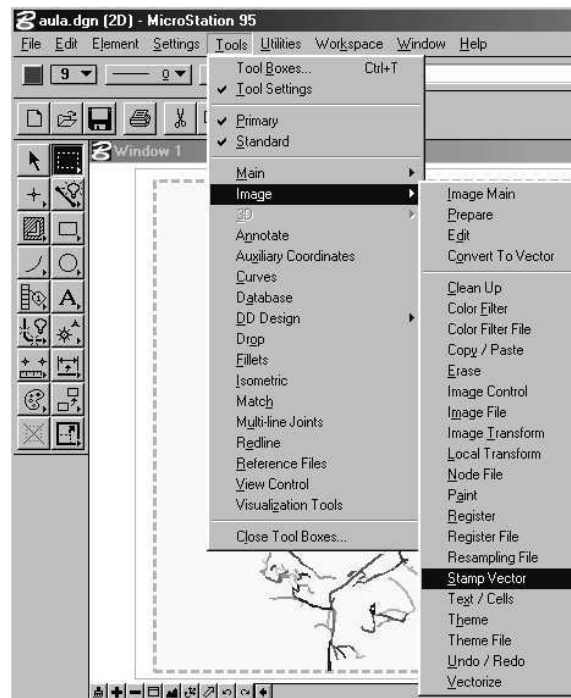 aula.dgn (2D) - MicroStation 95
File Edit Element Settings Tools Utilities Workspace Window Help
9 0
Window 1
Tool Boxes... Ctrl+T
Tool Settings
Primary
Standard
Main
Image
3D
Annotate
Auxiliary Coordinates
Curves
Database
DD Design
Drop
Fillets
Isometric
Match
Multi-line Joints
Redline
Reference Files
View Control
Visualization Tools
Close Tool Boxes...
Image Main
Prepare
Edit
Convert To Vector
Clean Up
Color Filter
Color Filter File
Copy / Paste
Erase
Image Control
Image File
Image Transform
Local Transform
Node File
Paint
Register
Register File
Resampling File
Stamp Vector
Text / Cells
Theme
Theme File
Undo / Redo
Vectorize